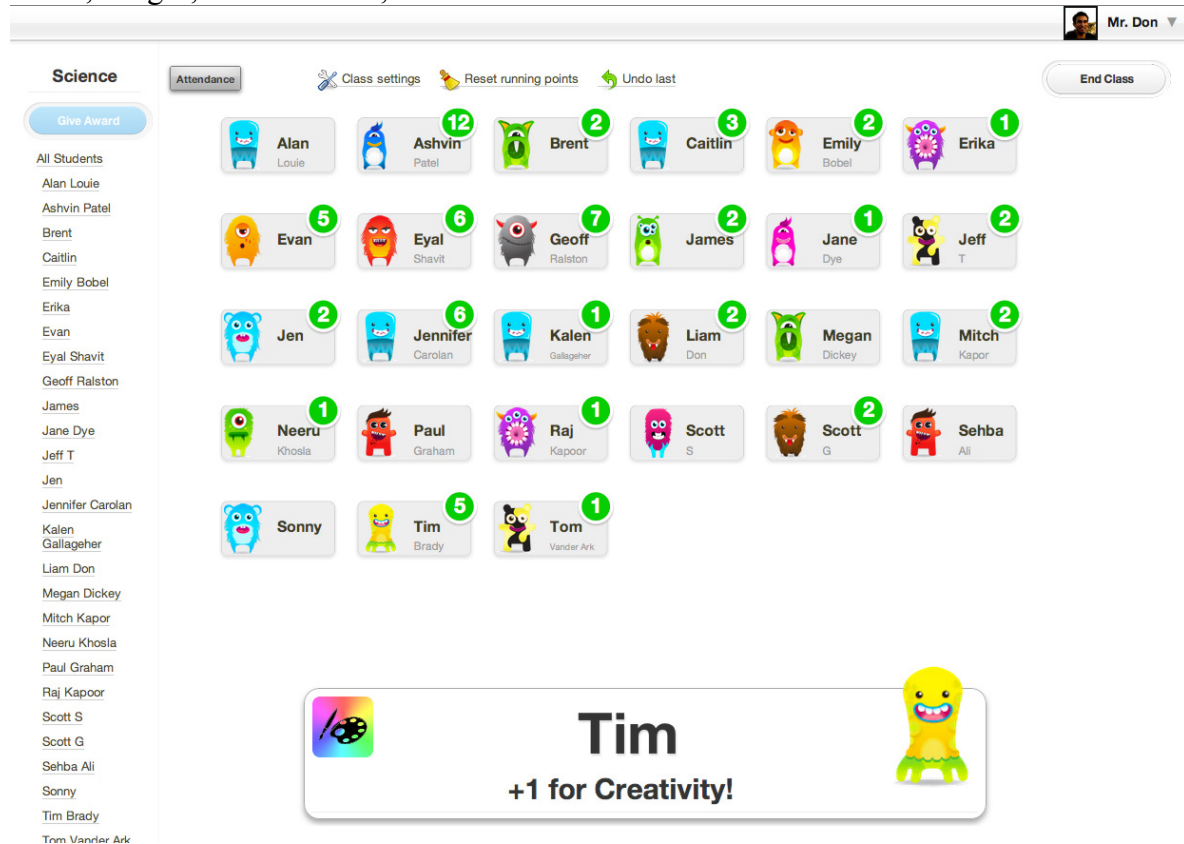 Mr. Don
Science
Attendance
Class settings
Reset running points
Undo last
End Class
Give Award
All Students
Alan Louie
Ashvin Patel
Brent
Caitlin
Emily Bobel
Erika
Evan
Eyal Shavit
Geoff Ralston
James
Jane Dye
Jeff T
Jen
Jennifer Carolan
Kalen
Gallageher
Liam Don
Megan Dickey
Mitch Kapor
Neeru Khosla
Paul Graham
Raj Kapoor
Scott S
Scott G
Sehba Ali
Sonny
Tim Brady
Tom Vander Ark
Alan
Louie
12
Ashvin
Patel
2
Brent
3
Caitlin
2
Emily
Bobel
1
Erika
5
Evan
6
Eyal
Shavit
7
Geoff
Ralston
2
James
1
Jane
Dye
2
Jeff
T
2
Jen
6
Jennifer
Carolan
1
Kalen
Gallageher
2
Liam
Don
Megan
Dickey
2
Mitch
Kapor
1
Neeru
Khosla
Paul
Graham
1
Raj
Kapoor
Scott
S
2
Scott
G
Sehba
Ali
Sonny
5
Tim
Brady
1
Tom
Vander Ark
Tim
+1 for Creativity!